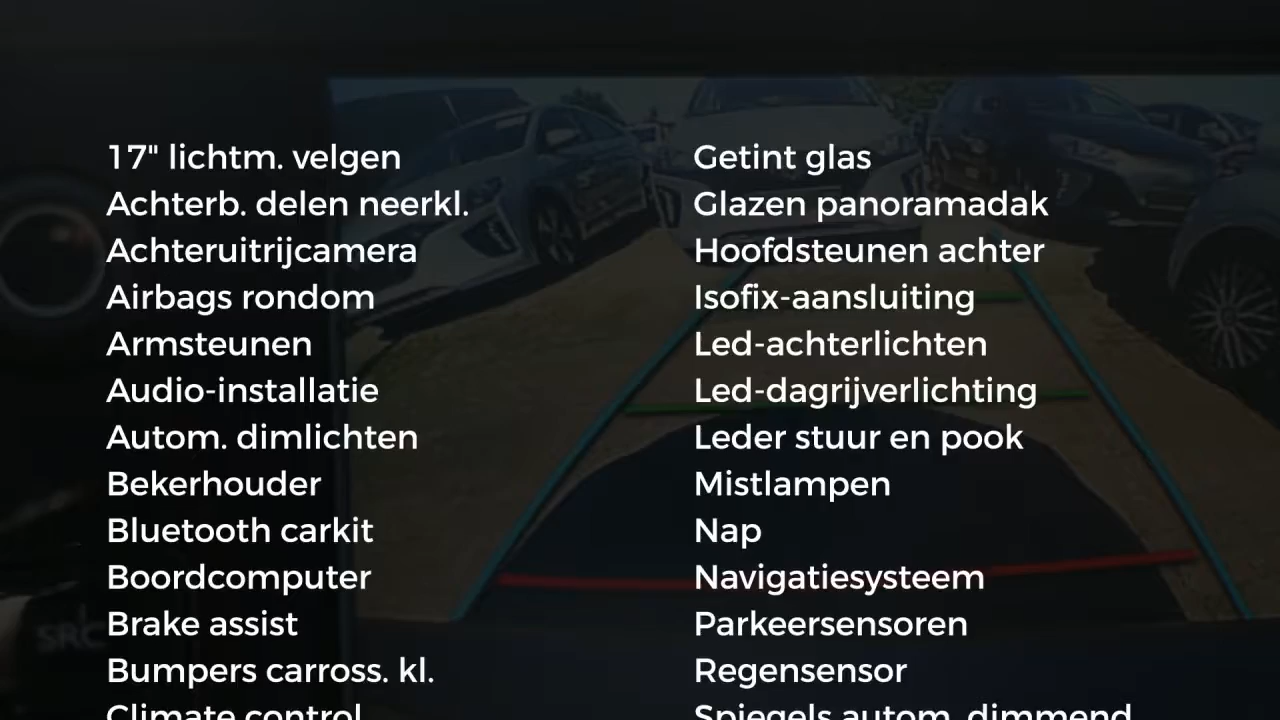 17" lichtm. velgen
Achterb. delen neerkl.
Achteruitrijcamera
Airbags rondom
Armsteunen
Audio-installatie
Autom. dimlichten
Bekerhouder
Bluetooth carkit
Boordcomputer
Brake assist
Bumpers carross. kl.
Climate control
Getint glas
Glazen panoramadak
Hoofdsteunen achter
Isofix-aansluiting
Led-achterlichten
Led-dagrijverlichting
Leder stuur en pook
Mistlampen
Nap
Navigatiesysteem
Parkeersensoren
Regensensor
Spiegels autom. dimmend
SRC